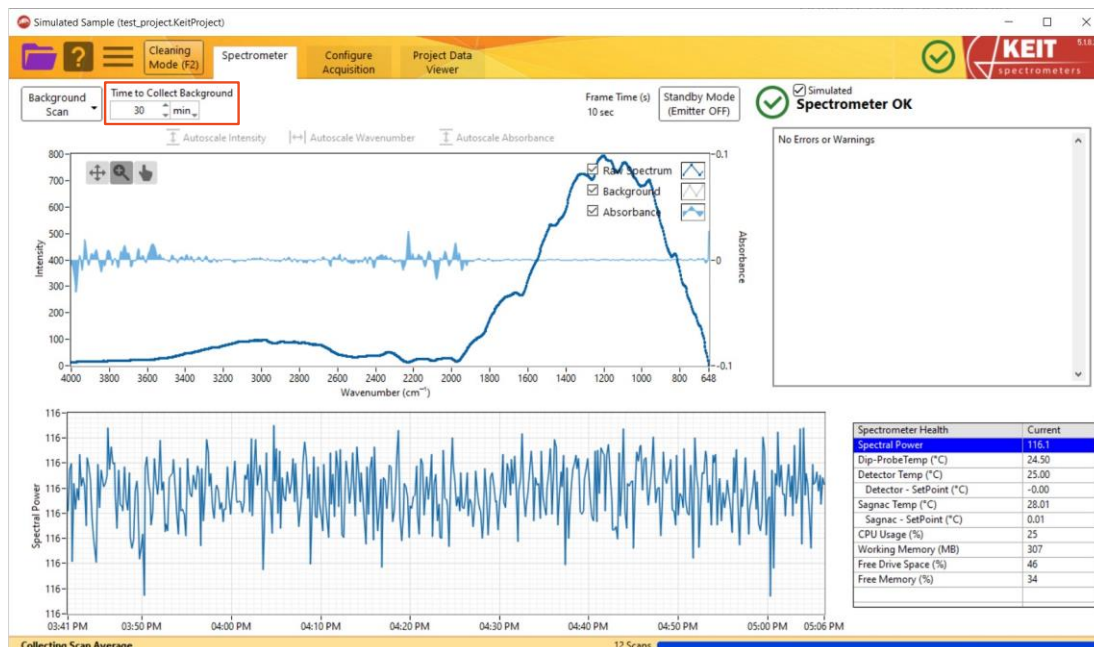 Simulated Sample (test_project.KeitProject)
?
Cleaning
Mode (F2)
Spectrometer
Configure
Acquisition
Project Data
Viewer
KEIT
spectrometers
Background
Scan
Time to Collect Background
30 min
Frame Time (s)
10 sec
Standby Mode
(Emitter OFF)
Simulated
Spectrometer OK
Autoscale Intensity
Autoscale Wavenumber
Autoscale Absorbance
No Errors or Warnings
Raw Spectrum
Background
Absorbance
Intensity
800
700
600
500
400
300
200
100
0
Absorbance
0.1
0
-0.1
4000 3800 3600 3400 3200 3000 2800 2600 2400 2200 2000 1800 1600 1400 1200 1000 800 648
Wavenumber (cm⁻¹)
Spectral Power
116
116
116
116
116
116
116
116
116
03:41 PM 03:50 PM 04:00 PM 04:10 PM 04:20 PM 04:30 PM 04:40 PM 04:50 PM 05:00 PM 05:06 PM
Spectrometer Health Current
Spectral Power 116.1
Dip-ProbeTemp (°C) 24.50
Detector Temp (°C) 25.00
Detector - SetPoint (°C) -0.00
Sagnac Temp (°C) 28.01
Sagnac - SetPoint (°C) 0.01
CPU Usage (%) 25
Working Memory (MB) 307
Free Drive Space (%) 46
Free Memory (%) 34
Collecting Scan Average
12 Scans